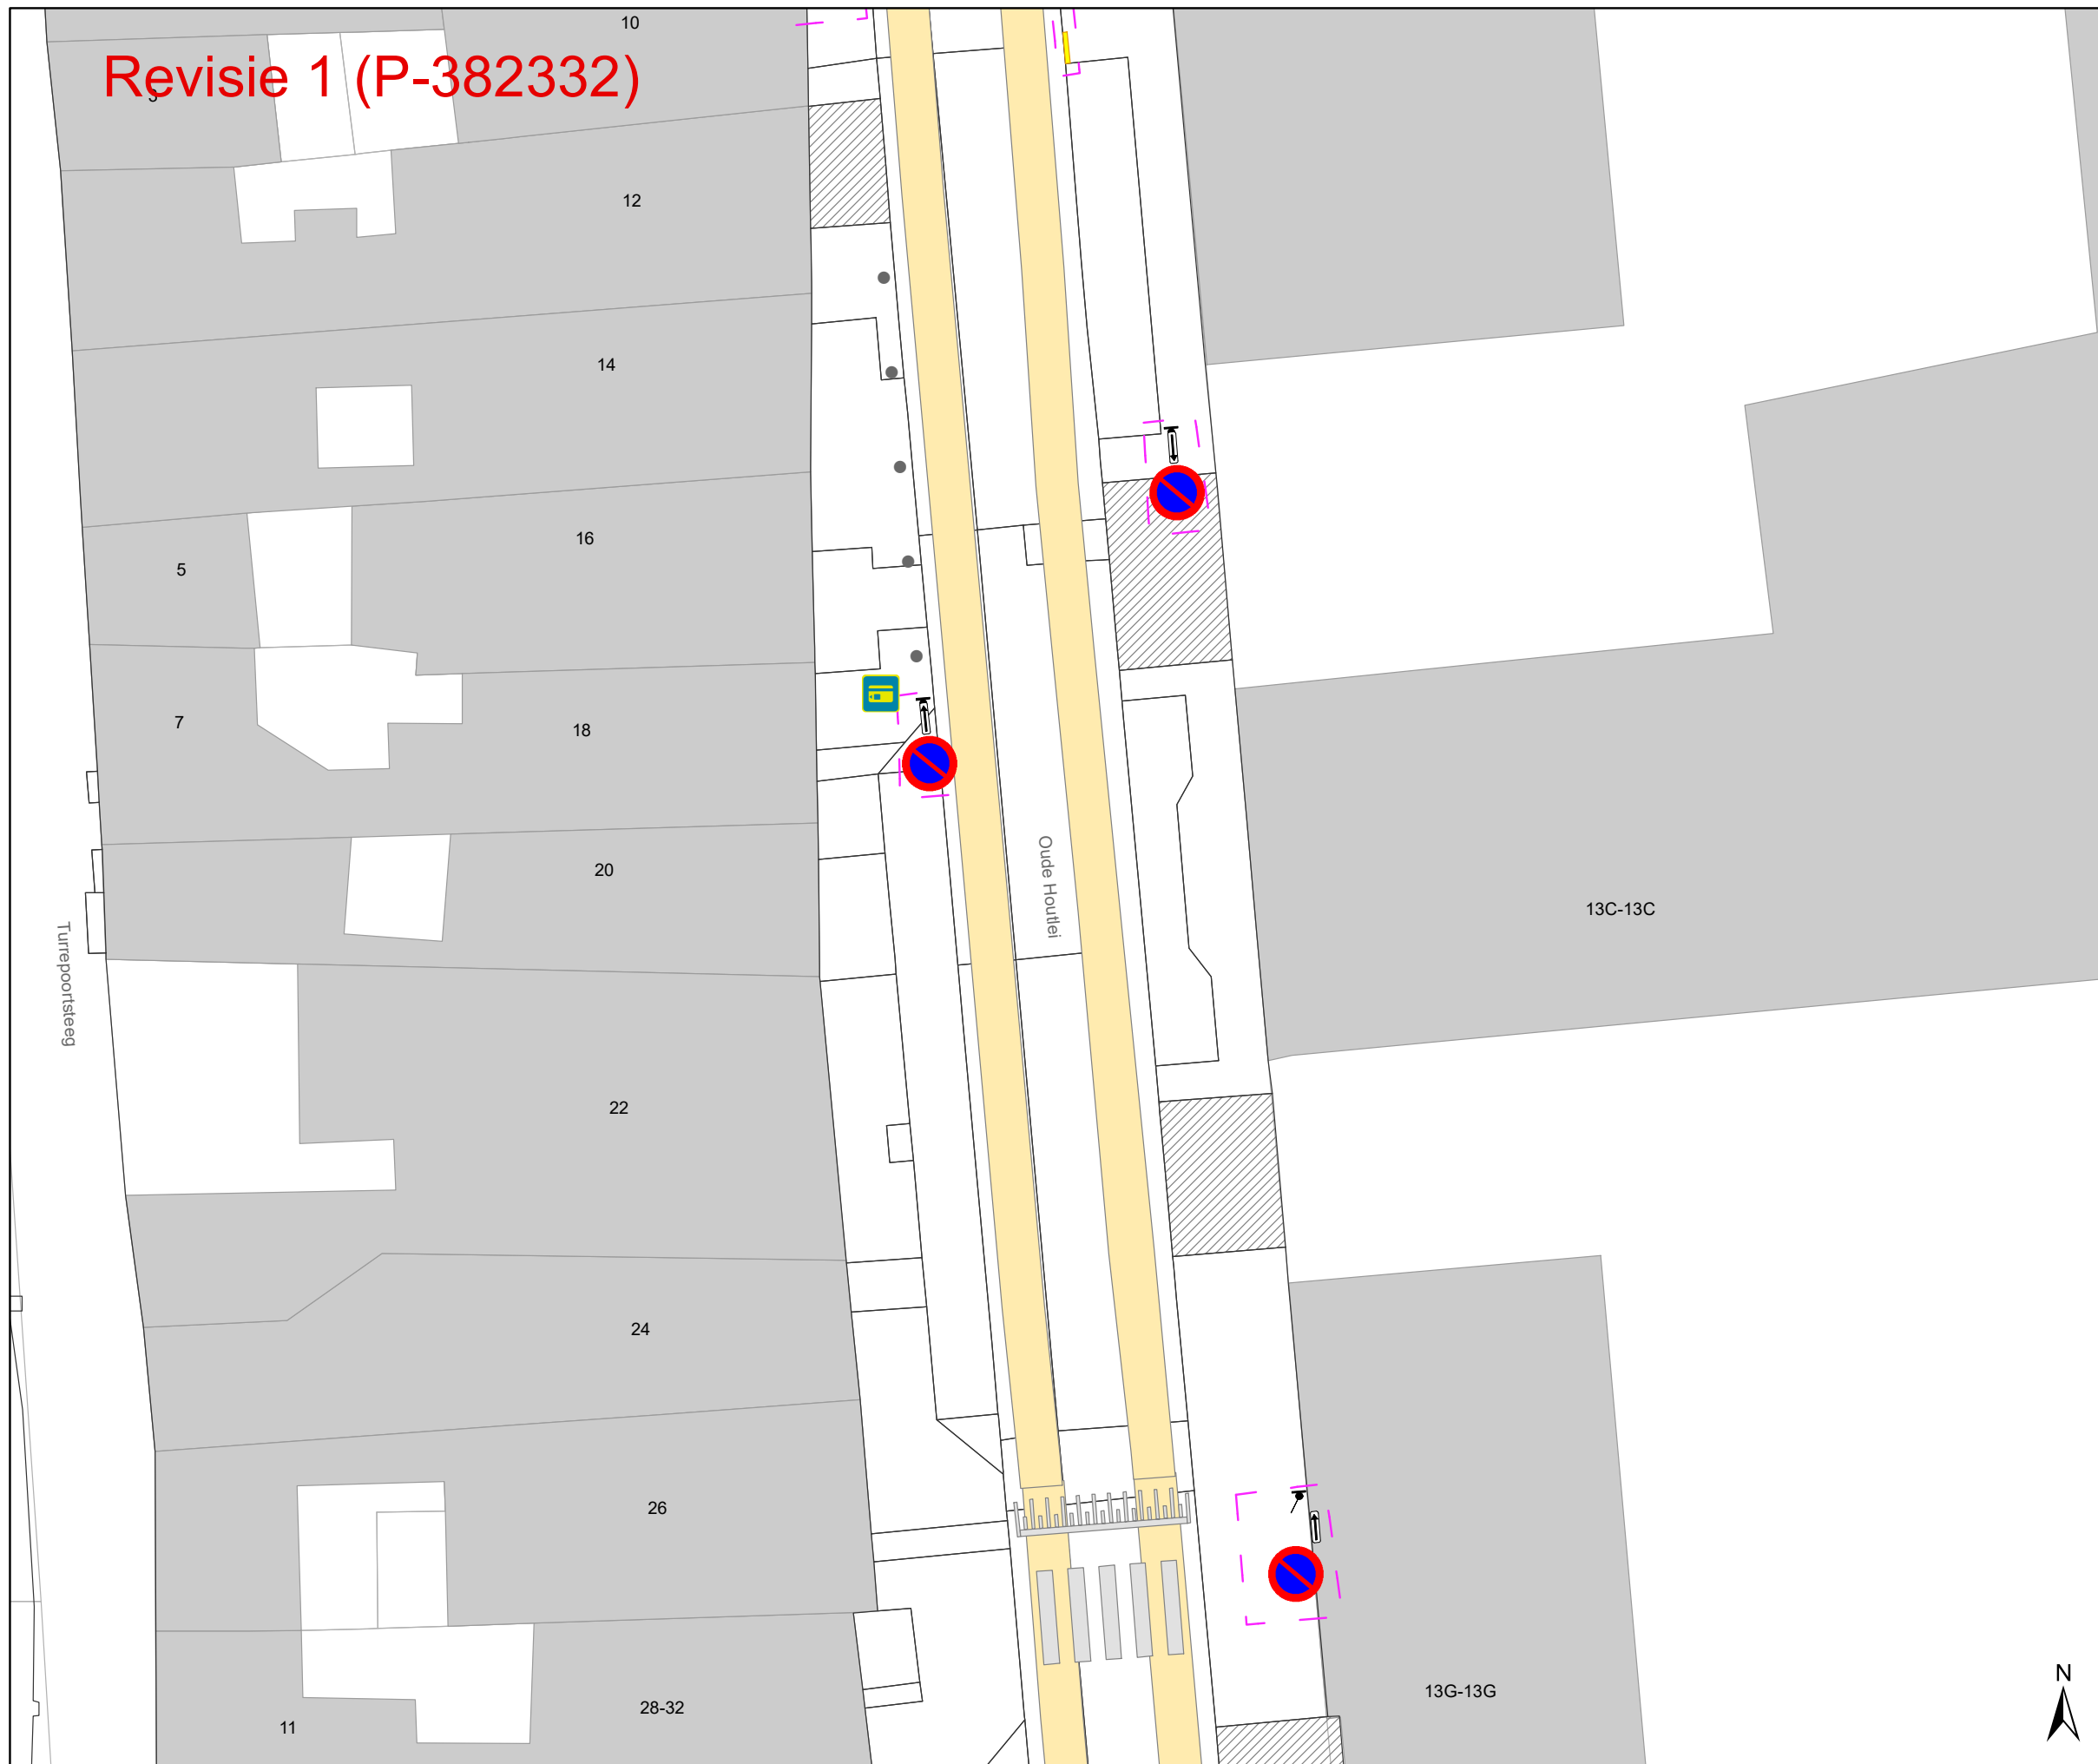 10
Revisie 1 (P-382332)
3
12
14
16
5
7
18
20
Oude Houtlei
13C-13C
Turrepoortsteeg
22
24
26
N
13G-13G
28-32
11